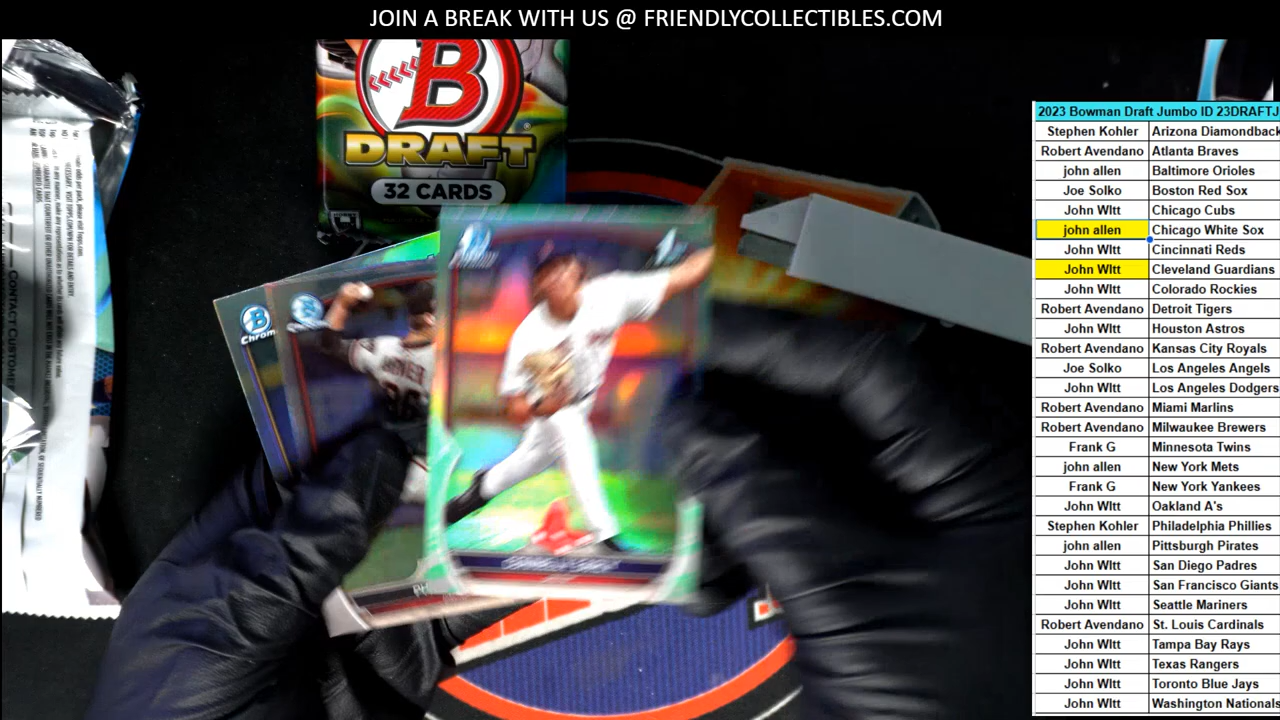 JOIN A BREAK WITH US @ FRIENDLYCOLLECTIBLES.COM
B
DRAFT
32 CARDS
B
Chrome
CONTACT CUSTOMER
2023 Bowman Draft Jumbo ID 23DRAFTJ
Stephen Kohler Arizona Diamondback
Robert Avendano Atlanta Braves
john allen Baltimore Orioles
Joe Solko Boston Red Sox
John WItt Chicago Cubs
john allen Chicago White Sox
John WItt Cincinnati Reds
John WItt Cleveland Guardians
John WItt Colorado Rockies
Robert Avendano Detroit Tigers
John WItt Houston Astros
Robert Avendano Kansas City Royals
Joe Solko Los Angeles Angels
John WItt Los Angeles Dodgers
Robert Avendano Miami Marlins
Robert Avendano Milwaukee Brewers
Frank G Minnesota Twins
john allen New York Mets
Frank G New York Yankees
John WItt Oakland A's
Stephen Kohler Philadelphia Phillies
john allen Pittsburgh Pirates
John WItt San Diego Padres
John WItt San Francisco Giants
John WItt Seattle Mariners
Robert Avendano St. Louis Cardinals
John WItt Tampa Bay Rays
John WItt Texas Rangers
John WItt Toronto Blue Jays
John WItt Washington Nationals